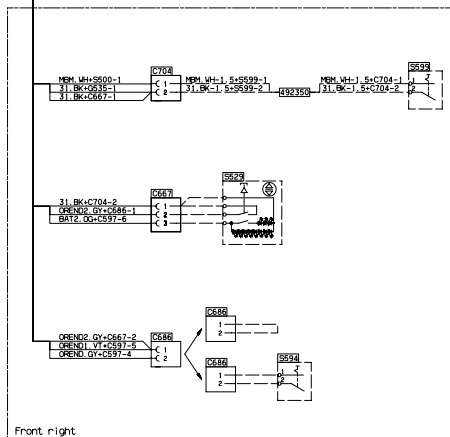 C704
S599
MBM.WH+S500-1
1
MBM.WH-1.5+S599-1
MBM.WH-1.5+C704-1
1
31.BK+Q535-1
2
31.BK-1.5+S599-2
492350
31.BK-1.5+C704-2
2
31.BK+C667-1
C667
S529
31.BK+C704-2
1
OREND2.GY+C686-1
2
BAT2.OG+C597-6
3
C686
1
2
OREND2.GY+C667-2
C686
OREND1.VT+C597-5
1
OREND.GY+C597-4
2
C686
S594
1
1
2
2
Front right